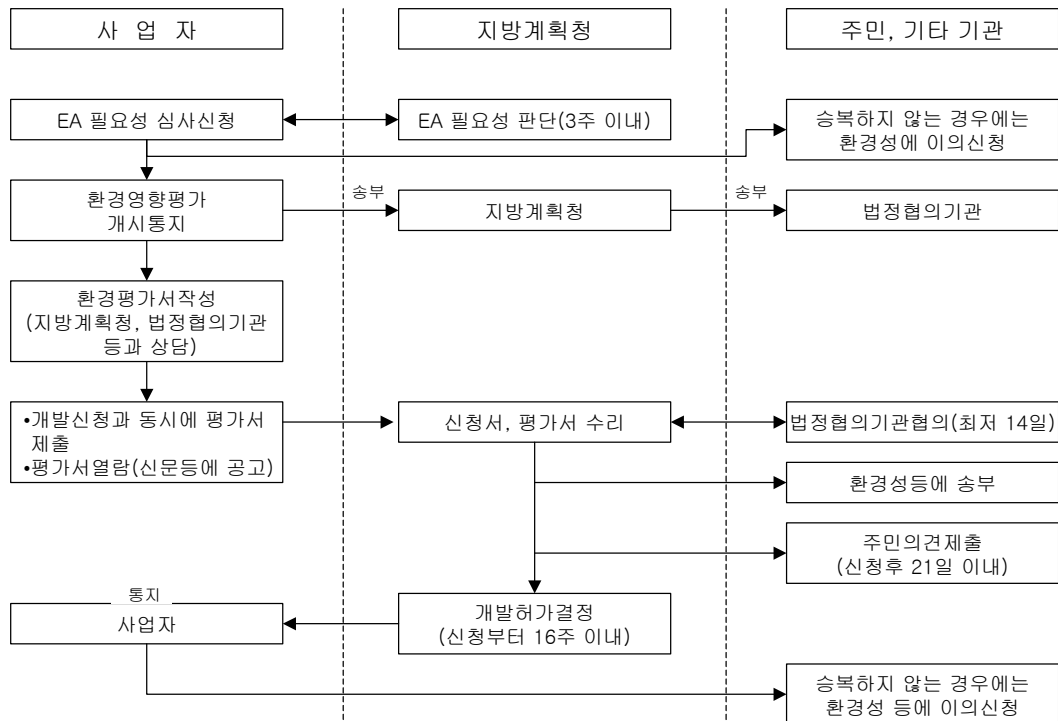 사 업 자
지방계획청
주민, 기타 기관
EA 필요성 심사신청
EA 필요성 판단(3주 이내)
승복하지 않는 경우에는
환경성에 이의신청
환경영향평가
개시통지
송부
지방계획청
송부
법정협의기관
환경평가서작성
(지방계획청, 법정협의기관
등과 상담)
•개발신청과 동시에 평가서
제출
•평가서열람(신문등에 공고)
신청서, 평가서 수리
법정협의기관협의(최저 14일)
환경성등에 송부
주민의견제출
(신청후 21일 이내)
통지
사업자
개발허가결정
(신청부터 16주 이내)
승복하지 않는 경우에는
환경성 등에 이의신청